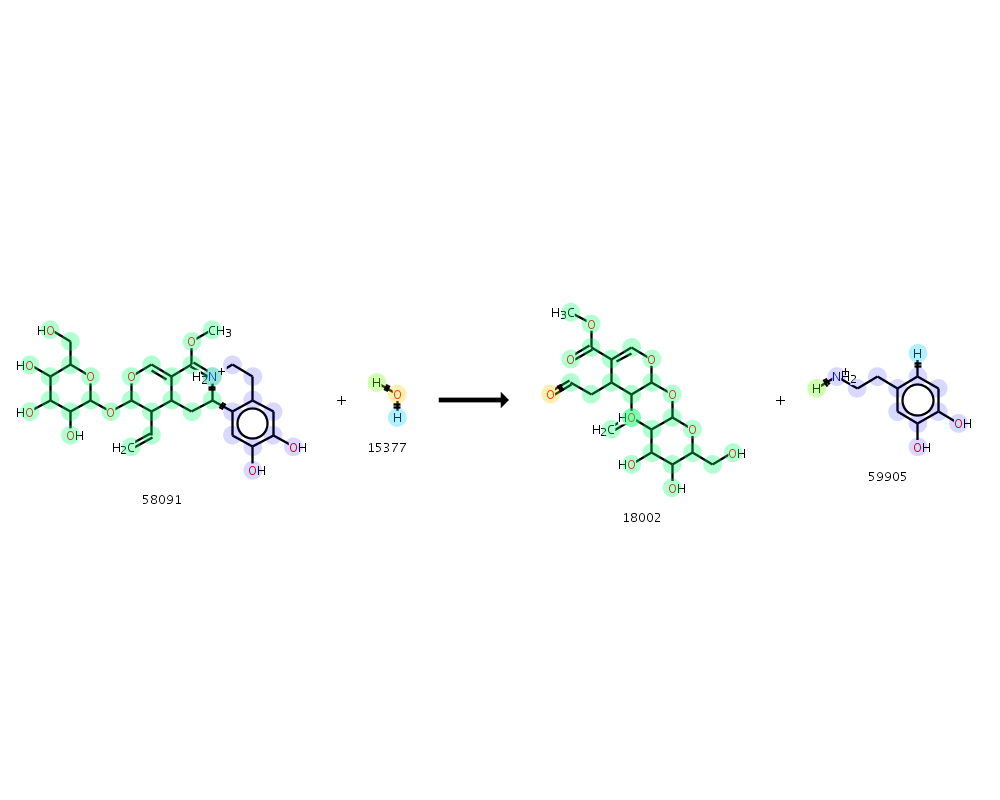 HO O CH3
HO O O H2N+
HO O OH OH
H2C OH
58091
+
H O H
15377
H3C O
O O
O O
HO O
H2C
HO OH
OH
18002
+
H NH2+ H
OH
OH
59905